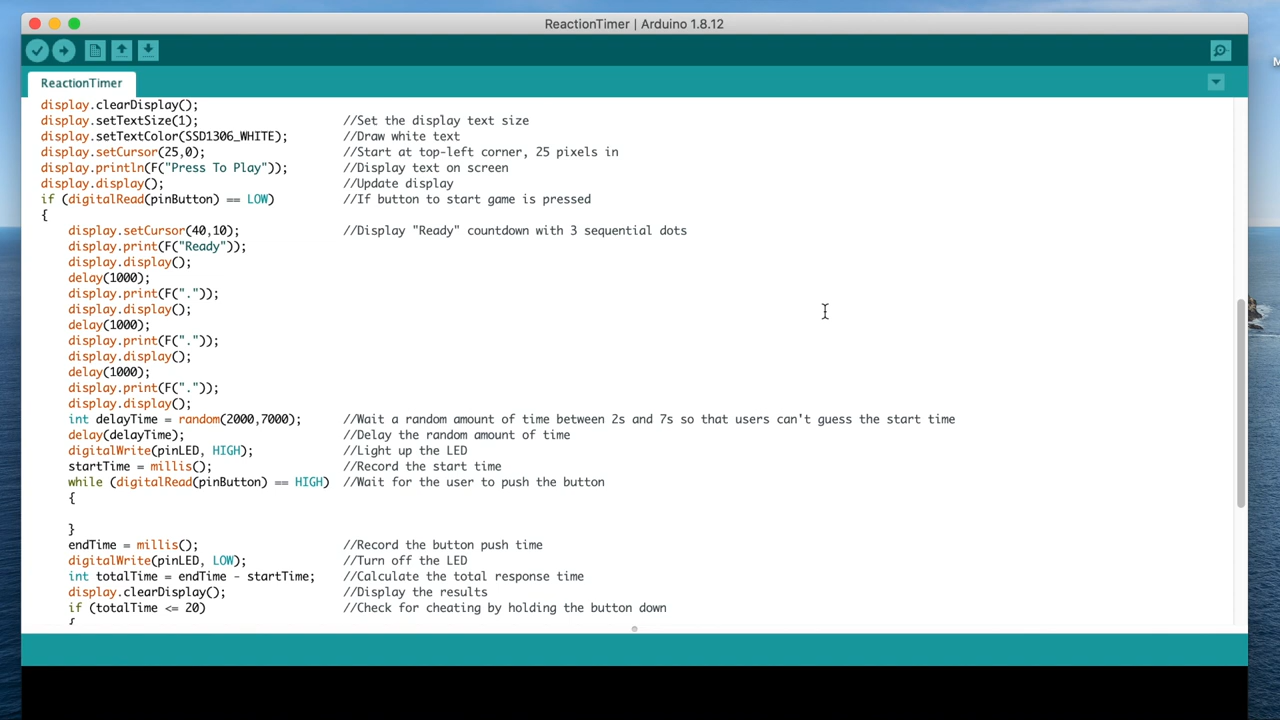 ReactionTimer | Arduino 1.8.12
ReactionTimer
display.clearDisplay();
display.setTextSize(1); //Set the display text size
display.setTextColor(SSD1306_WHITE); //Draw white text
display.setCursor(25,0); //Start at top-left corner, 25 pixels in
display.println(F("Press To Play")); //Display text on screen
display.display(); //Update display
if (digitalRead(pinButton) == LOW) //If button to start game is pressed
{
display.setCursor(40,10); //Display "Ready" countdown with 3 sequential dots
display.print(F("Ready"));
display.display();
delay(1000);
display.print(F("."));
display.display();
delay(1000);
display.print(F("."));
display.display();
delay(1000);
display.print(F("."));
display.display();
int delayTime = random(2000,7000); //Wait a random amount of time between 2s and 7s so that users can't guess the start time
delay(delayTime); //Delay the random amount of time
digitalWrite(pinLED, HIGH); //Light up the LED
startTime = millis(); //Record the start time
while (digitalRead(pinButton) == HIGH) //Wait for the user to push the button
{
}
endTime = millis(); //Record the button push time
digitalWrite(pinLED, LOW); //Turn off the LED
int totalTime = endTime - startTime; //Calculate the total response time
display.clearDisplay(); //Display the results
if (totalTime <= 20) //Check for cheating by holding the button down
{